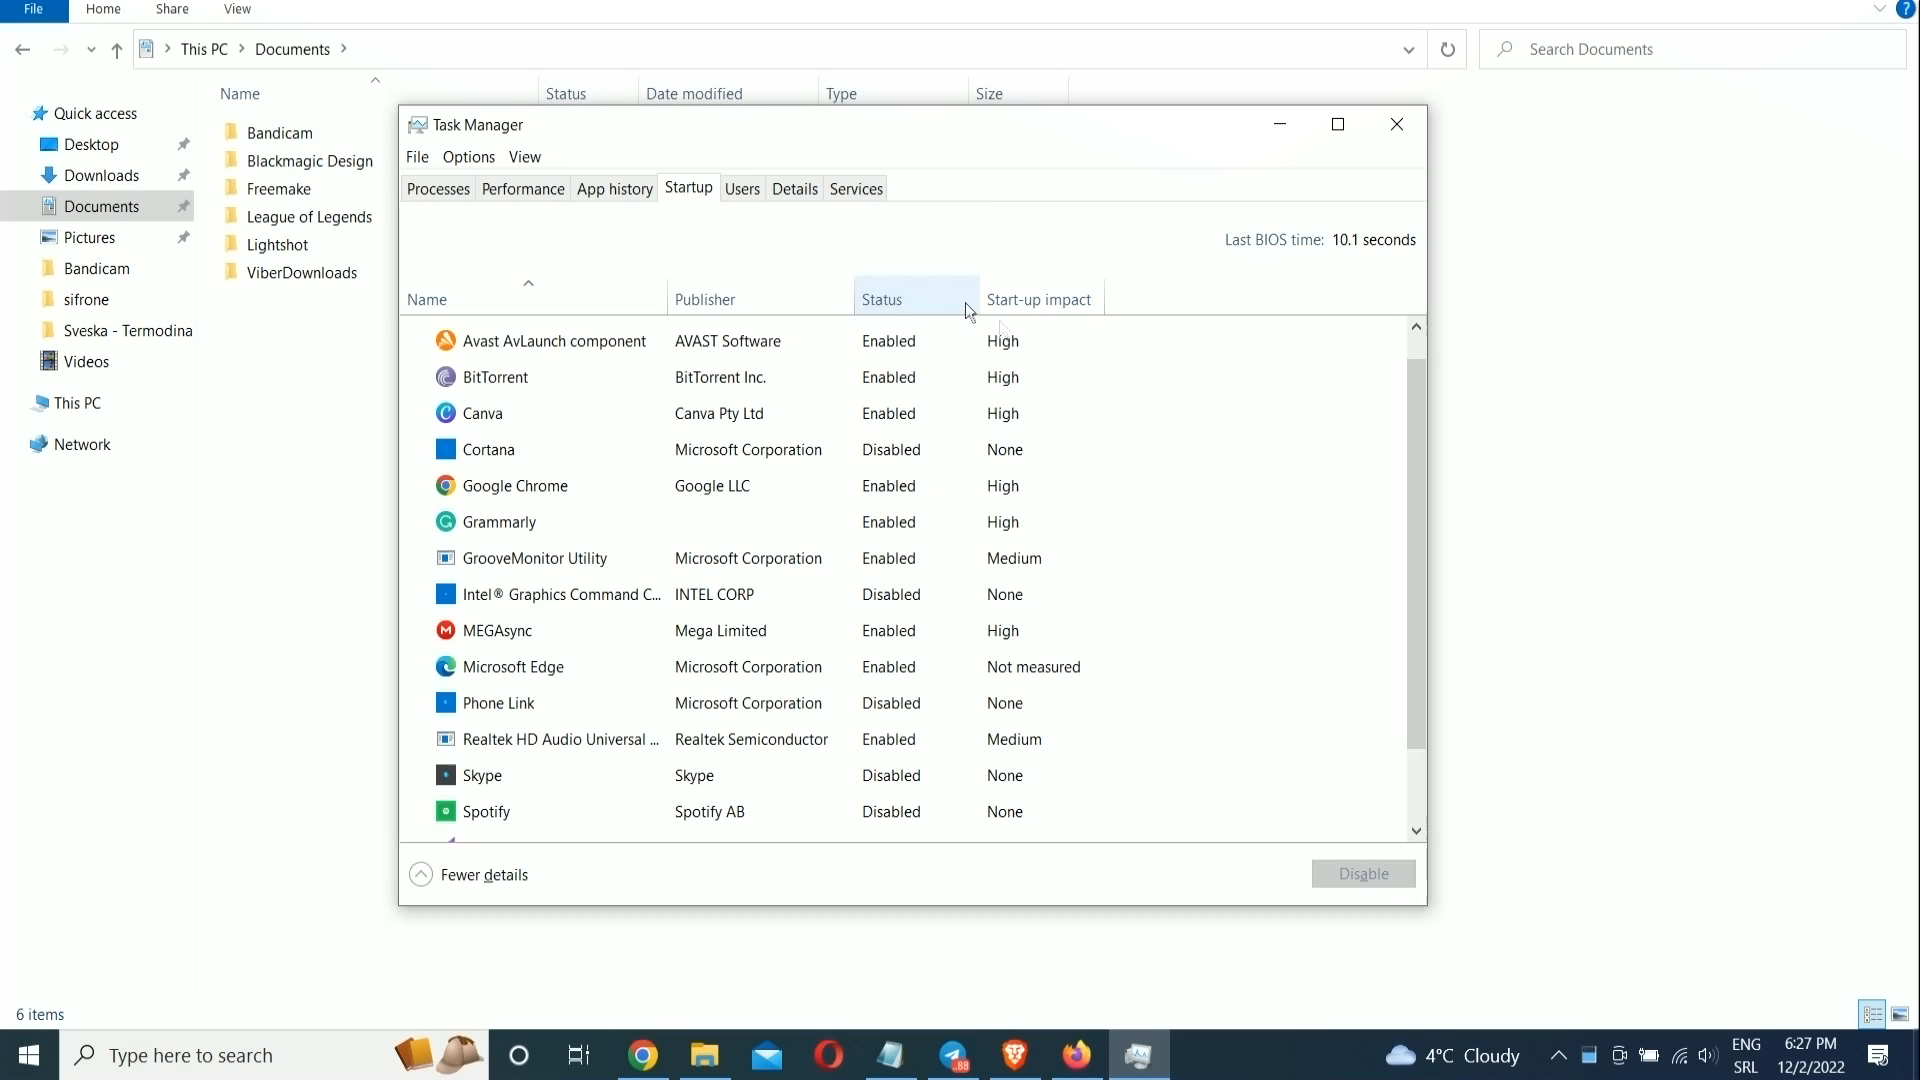 File Home Share View
?
This PC Documents
Search Documents
Name Status Date modified Type Size
Quick access
Desktop
Downloads
Documents
Pictures
Bandicam
sifrone
Sveska - Termodina
Videos
This PC
Network
Bandicam
Blackmagic Design
Freemake
League of Legends
Lightshot
ViberDownloads
Task Manager
File Options View
Processes Performance App history Startup Users Details Services
Last BIOS time: 10.1 seconds
Name Publisher Status Start-up impact
Avast AvLaunch component AVAST Software Enabled High
BitTorrent BitTorrent Inc. Enabled High
Canva Canva Pty Ltd Enabled High
Cortana Microsoft Corporation Disabled None
Google Chrome Google LLC Enabled High
Grammarly Enabled High
GrooveMonitor Utility Microsoft Corporation Enabled Medium
Intel® Graphics Command C... INTEL CORP Disabled None
MEGAsync Mega Limited Enabled High
Microsoft Edge Microsoft Corporation Enabled Not measured
Phone Link Microsoft Corporation Disabled None
Realtek HD Audio Universal ... Realtek Semiconductor Enabled Medium
Skype Skype Disabled None
Spotify Spotify AB Disabled None
Fewer details
Disable
6 items
Type here to search
..88
4°C Cloudy
ENG
SRL
6:27 PM
12/2/2022